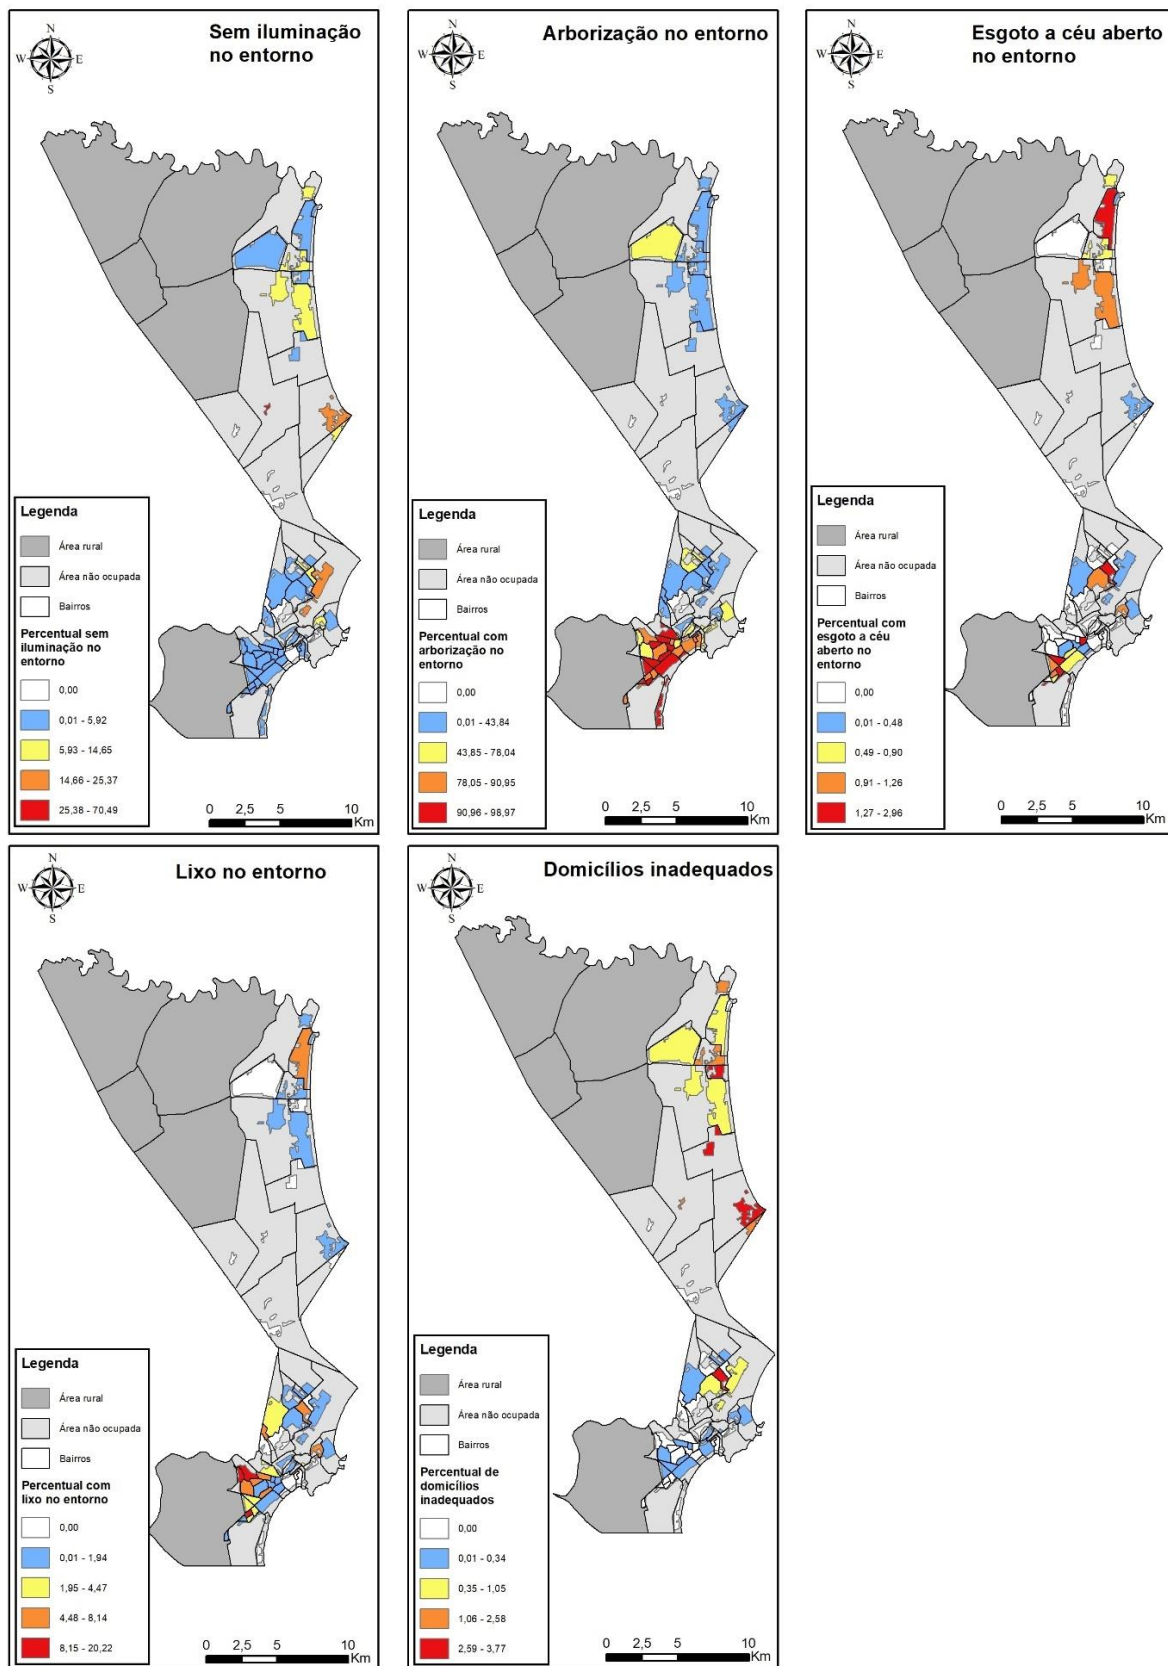 Sem iluminação
no entorno
N
W
E
S
Legenda
Área rural
Área não ocupada
Bairros
Percentual sem
iluminação no
entorno
0,00
0,01 - 5,92
5,93 - 14,65
14,66 - 25,37
25,38 - 70,49
0 2,5 5 10
Km
Arborização no entorno
N
W
E
S
Legenda
Área rural
Área não ocupada
Bairros
Percentual com
arborização no
entorno
0,00
0,01 - 43,84
43,85 - 78,04
78,05 - 90,95
90,96 - 98,97
0 2,5 5 10
Km
Esgoto a céu aberto
no entorno
N
W
E
S
Legenda
Área rural
Área não ocupada
Bairros
Percentual com
esgoto a céu
aberto no
entorno
0,00
0,01 - 0,48
0,49 - 0,90
0,91 - 1,26
1,27 - 2,96
0 2,5 5 10
Km
Lixo no entorno
N
W
E
S
Legenda
Área rural
Área não ocupada
Bairros
Percentual com
lixo no entorno
0,00
0,01 - 1,94
1,95 - 4,47
4,48 - 8,14
8,15 - 20,22
0 2,5 5 10
Km
Domicílios inadequados
N
W
E
S
Legenda
Área rural
Área não ocupada
Bairros
Percentual de
domicílios
inadequados
0,00
0,01 - 0,34
0,35 - 1,05
1,06 - 2,58
2,59 - 3,77
0 2,5 5 10
Km